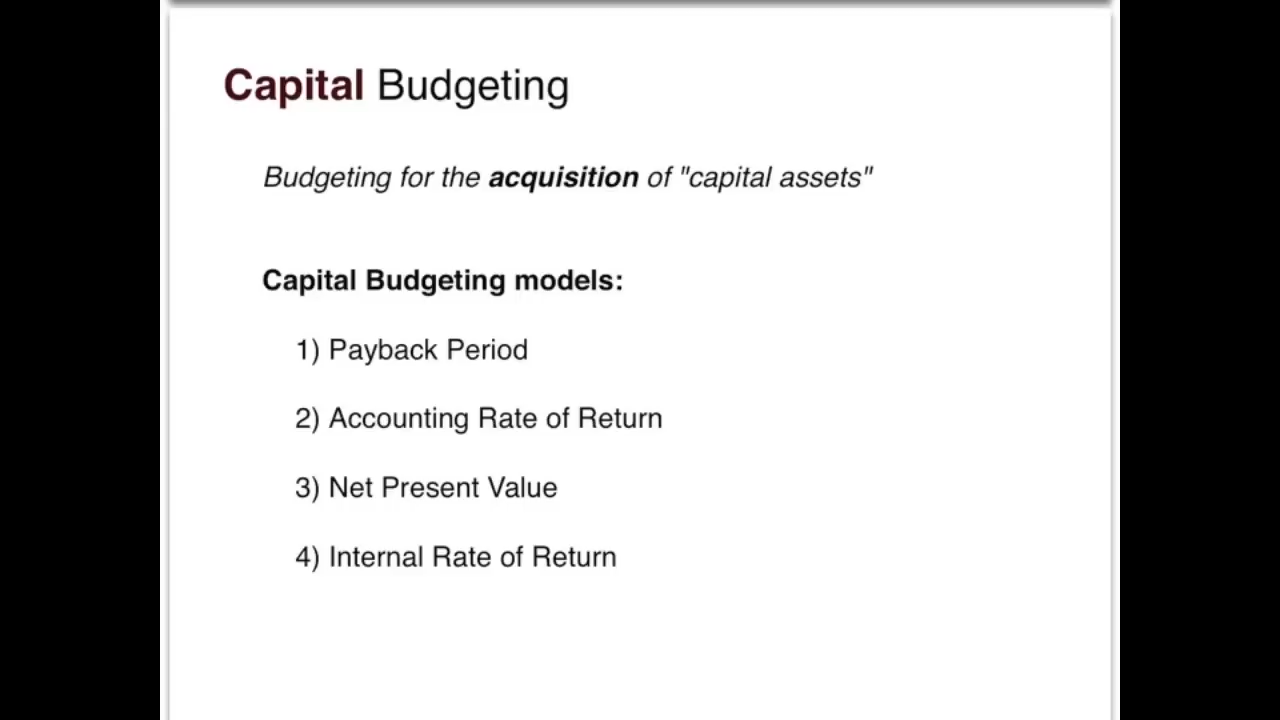 Capital Budgeting
Budgeting for the acquisition of "capital assets"
Capital Budgeting models:
1) Payback Period
2) Accounting Rate of Return
3) Net Present Value
4) Internal Rate of Return